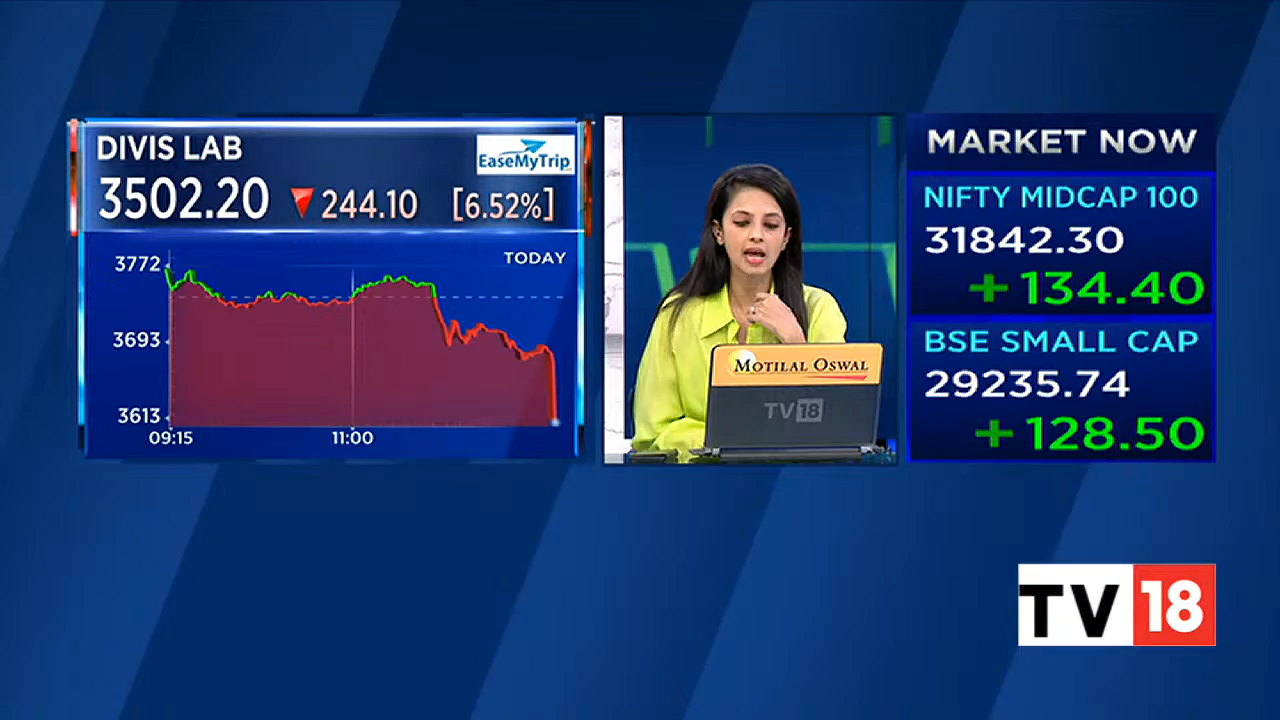 DIVIS LAB
EaseMyTrip
3502.20 ▼ 244.10 [6.52%]
TODAY
3772
3693
3613
09:15 11:00
MOTILAL OSWAL
TV18
MARKET NOW
NIFTY MIDCAP 100
31842.30
+134.40
BSE SMALL CAP
29235.74
+128.50
TV18